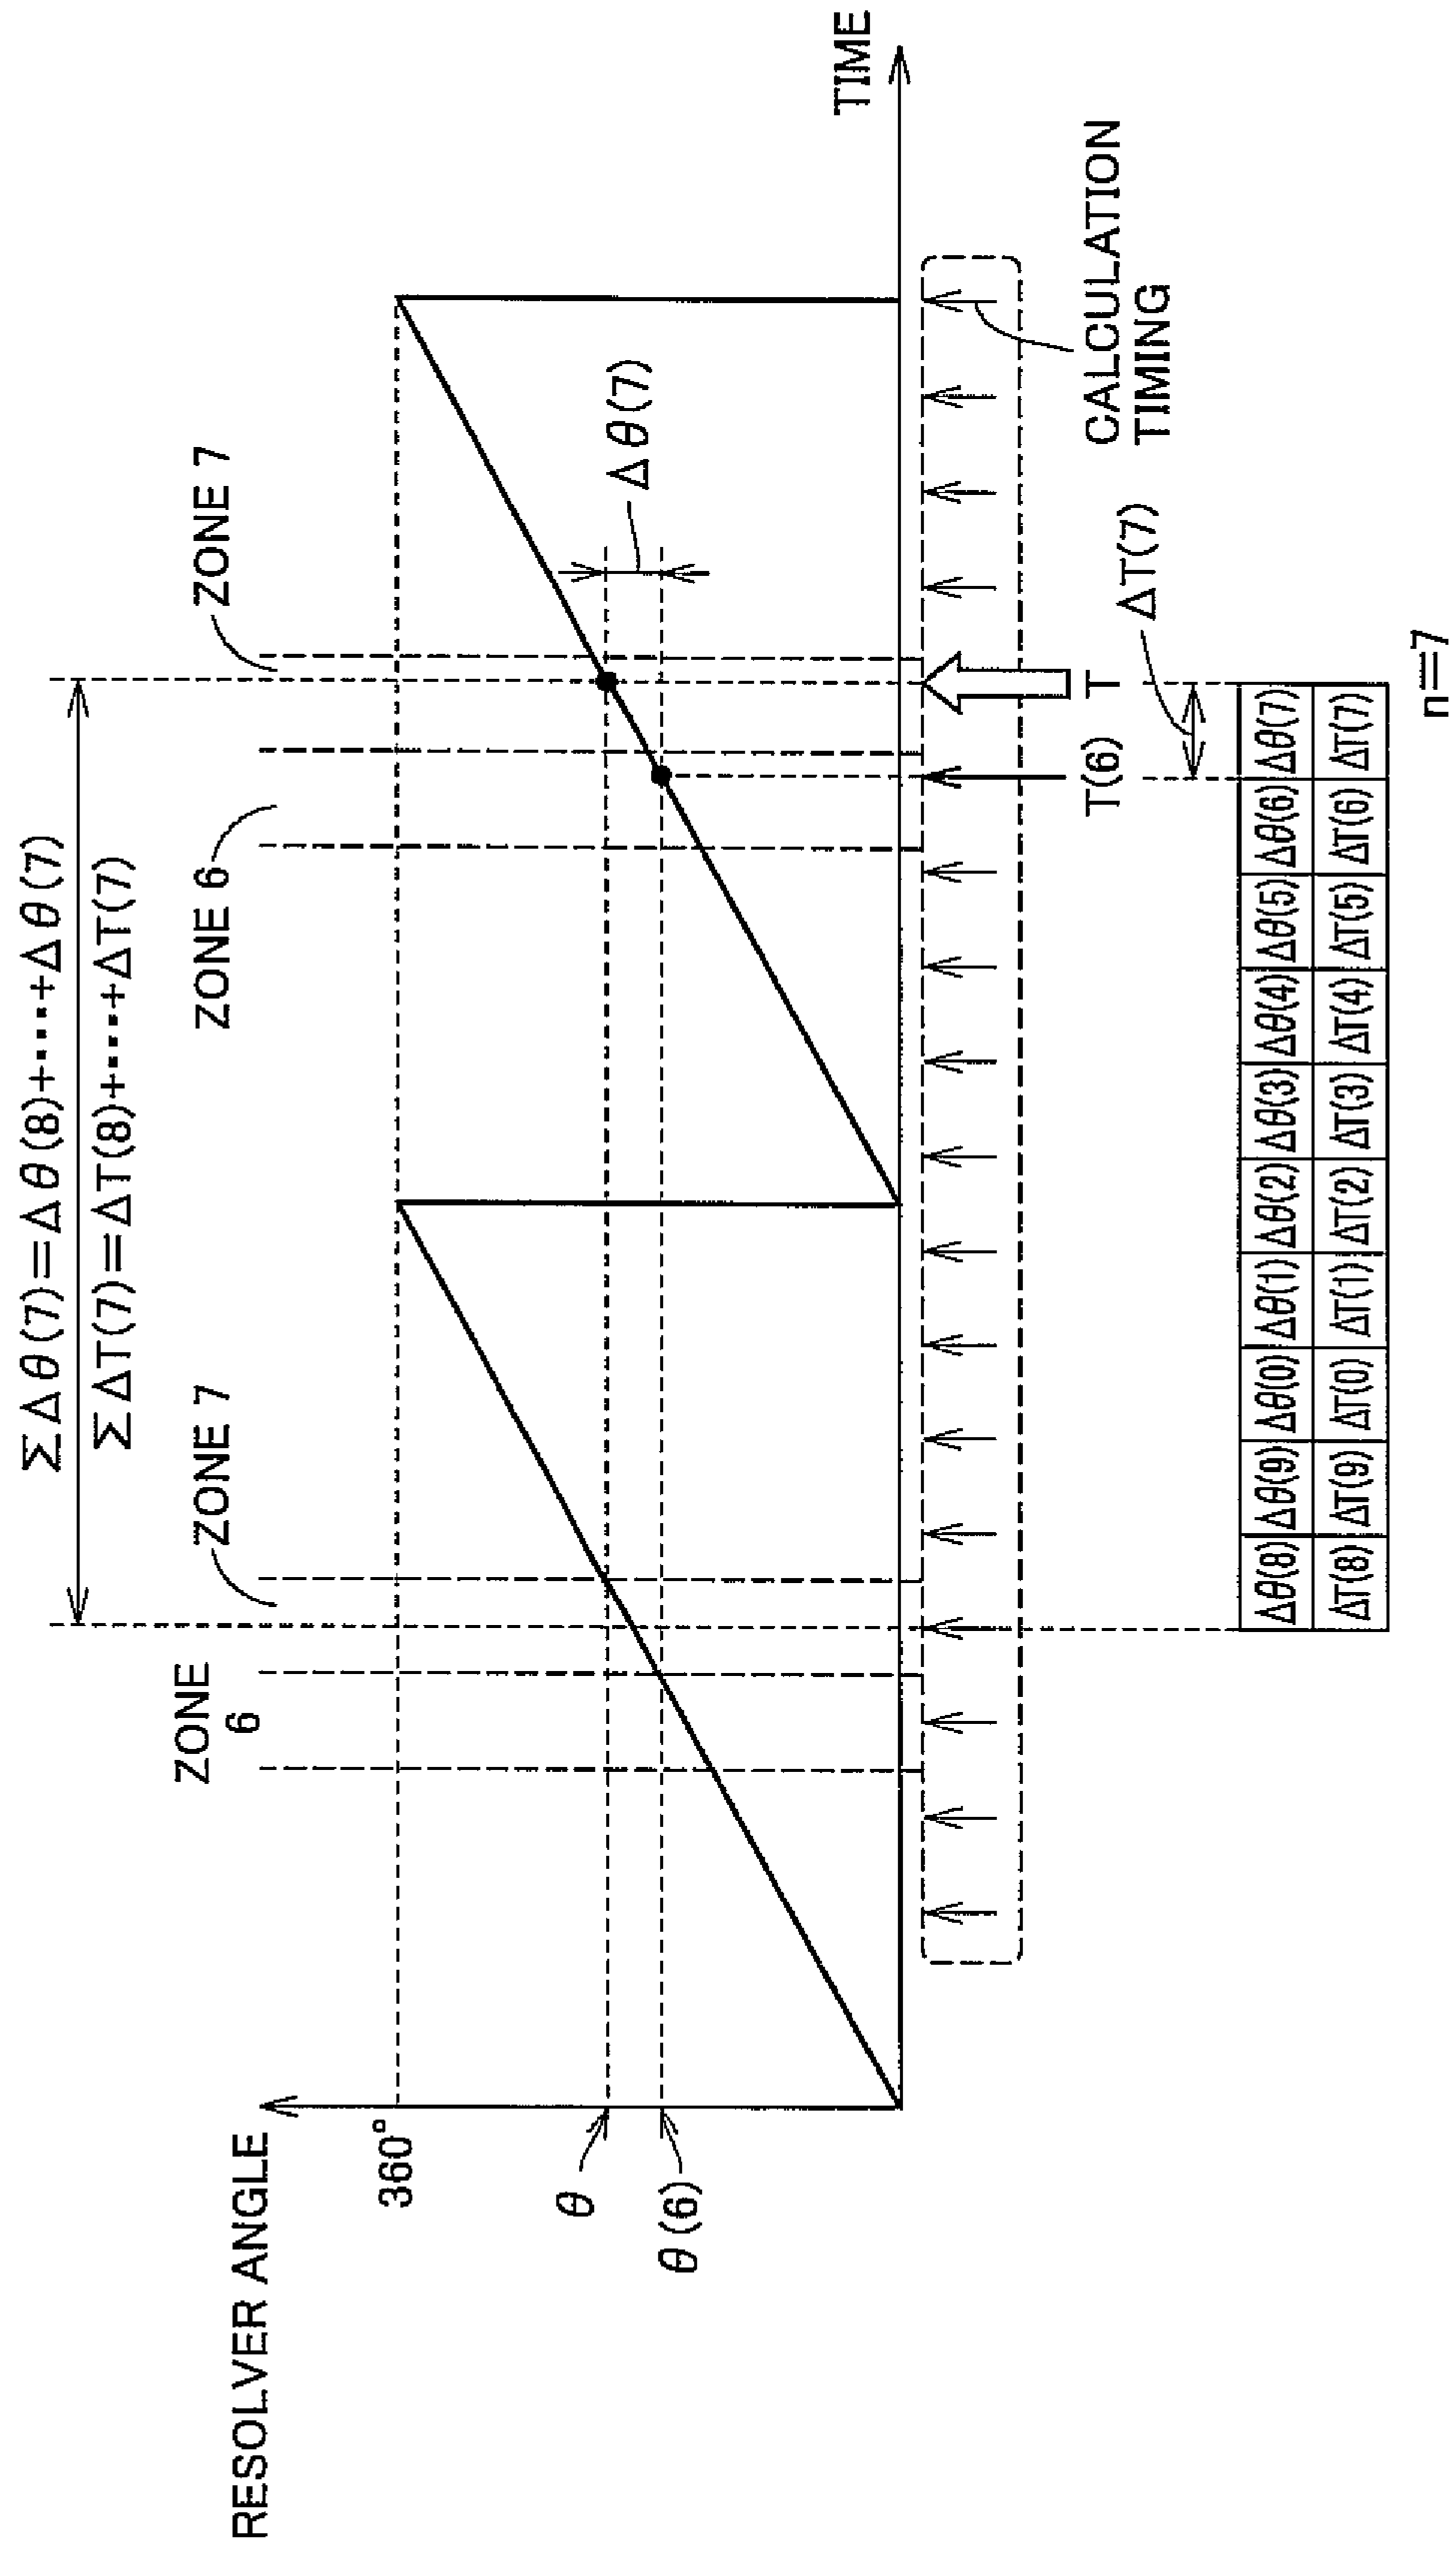 ΣΔθ(7)=Δθ(8)+･･･+Δθ(7)
ΣΔT(7)=ΔT(8)+･･･+ΔT(7)
RESOLVER ANGLE
ZONE
6
ZONE 7
ZONE 6
ZONE 7
360°
θ
θ(6)
Δθ(7)
TIME
CALCULATION
TIMING
T(6)
T
ΔT(7)
Δθ(8) Δθ(9) Δθ(0) Δθ(1) Δθ(2) Δθ(3) Δθ(4) Δθ(5) Δθ(6) Δθ(7)
ΔT(8) ΔT(9) ΔT(0) ΔT(1) ΔT(2) ΔT(3) ΔT(4) ΔT(5) ΔT(6) ΔT(7)
n=7